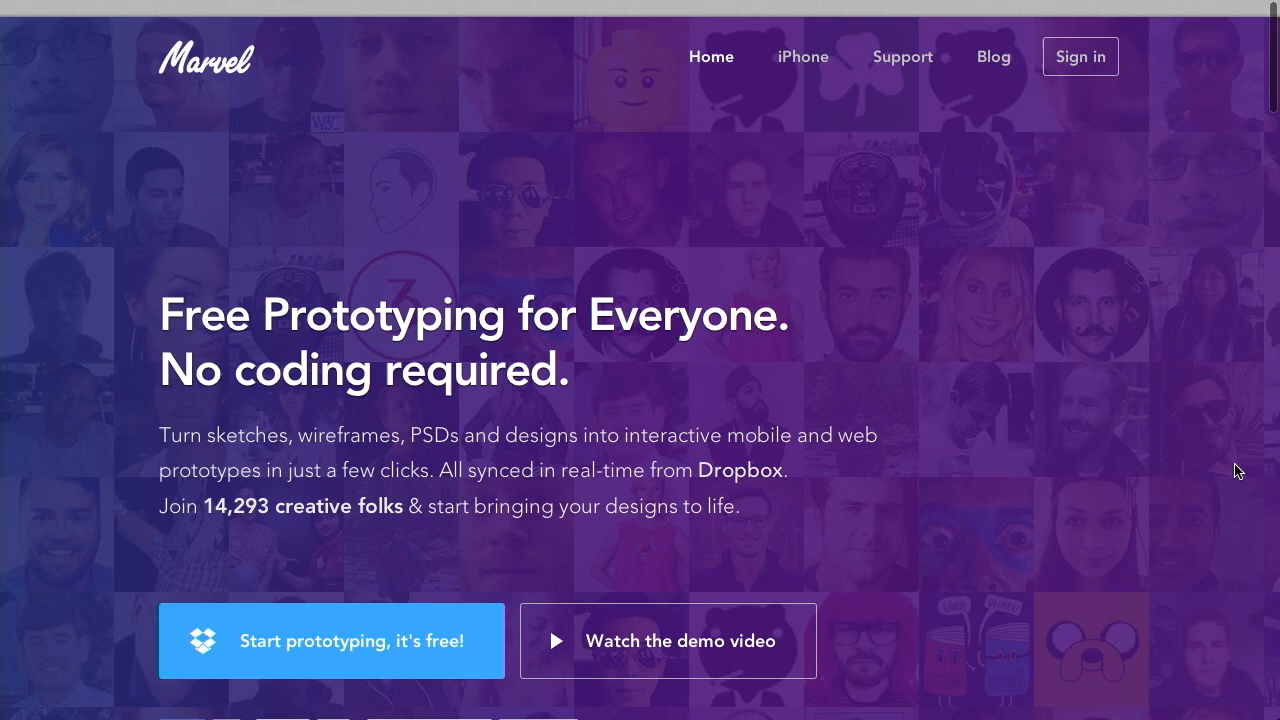 Marvel
Home
iPhone
Support
Blog
Sign in
Free Prototyping for Everyone.
No coding required.
Turn sketches, wireframes, PSDs and designs into interactive mobile and web
prototypes in just a few clicks. All synced in real-time from Dropbox.
Join 14,293 creative folks & start bringing your designs to life.
Start prototyping, it's free!
Watch the demo video